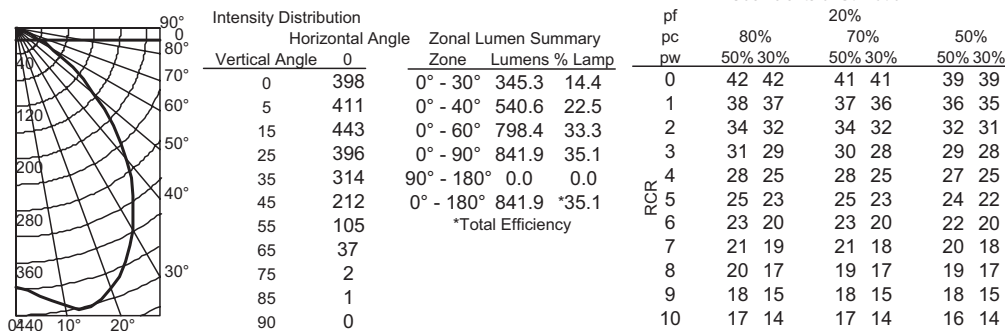 90°
0
80°
40
70°
60°
120
50°
200
40°
280
360
30°
0°
440
10°
20°
Intensity Distribution
Horizontal Angle
Vertical Angle 0
0 398
5 411
15 443
25 396
35 314
45 212
55 105
65 37
75 2
85 1
90 0
Zonal Lumen Summary
Zone Lumens % Lamp
0° - 30° 345.3 14.4
0° - 40° 540.6 22.5
0° - 60° 798.4 33.3
0° - 90° 841.9 35.1
90° - 180° 0.0 0.0
0° - 180° 841.9 *35.1
*Total Efficiency
pf 20%
pc 80% 70% 50%
pw 50% 30% 50% 30% 50% 30%
RCR
0 42 42 41 41 39 39
1 38 37 37 36 36 35
2 34 32 34 32 32 31
3 31 29 30 28 29 28
4 28 25 28 25 27 25
5 25 23 25 23 24 22
6 23 20 23 20 22 20
7 21 19 21 18 20 18
8 20 17 19 17 19 17
9 18 15 18 15 18 15
10 17 14 17 14 16 14